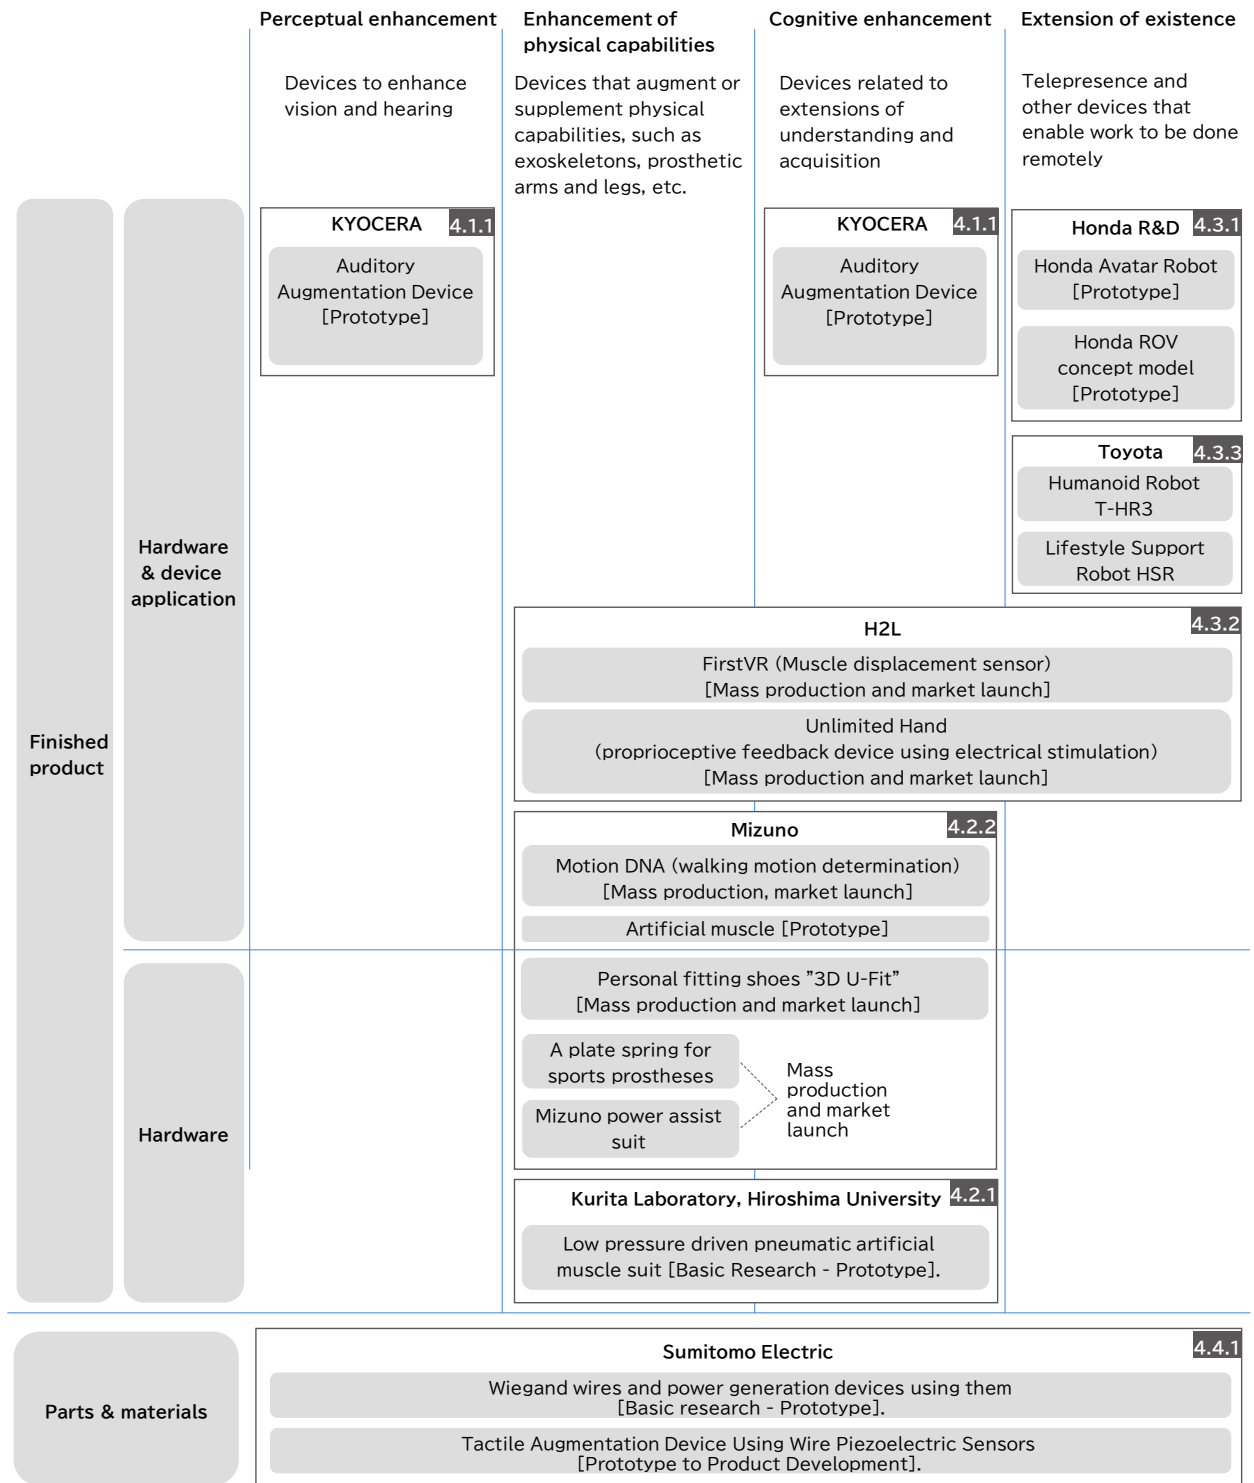 Perceptual enhancement
Enhancement of
physical capabilities
Cognitive enhancement
Extension of existence
Devices to enhance
vision and hearing
Devices that augment or
supplement physical
capabilities, such as
exoskeletons, prosthetic
arms and legs, etc.
Devices related to
extensions of
understanding and
acquisition
Telepresence and
other devices that
enable work to be done
remotely
Finished
product
Hardware
& device
application
KYOCERA
4.1.1
Auditory
Augmentation Device
[Prototype]
KYOCERA
4.1.1
Auditory
Augmentation Device
[Prototype]
Honda R&D
4.3.1
Honda Avatar Robot
[Prototype]
Honda ROV
concept model
[Prototype]
Toyota
4.3.3
Humanoid Robot
T-HR3
Lifestyle Support
Robot HSR
H2L
4.3.2
FirstVR (Muscle displacement sensor)
[Mass production and market launch]
Unlimited Hand
(proprioceptive feedback device using electrical stimulation)
[Mass production and market launch]
Mizuno
4.2.2
Motion DNA (walking motion determination)
[Mass production, market launch]
Artificial muscle [Prototype]
Hardware
Personal fitting shoes ”3D U-Fit”
[Mass production and market launch]
A plate spring for
sports prostheses
Mizuno power assist
suit
Mass
production
and market
launch
Kurita Laboratory, Hiroshima University
4.2.1
Low pressure driven pneumatic artificial
muscle suit [Basic Research - Prototype].
Parts & materials
Sumitomo Electric
4.4.1
Wiegand wires and power generation devices using them
[Basic research - Prototype].
Tactile Augmentation Device Using Wire Piezoelectric Sensors
[Prototype to Product Development].